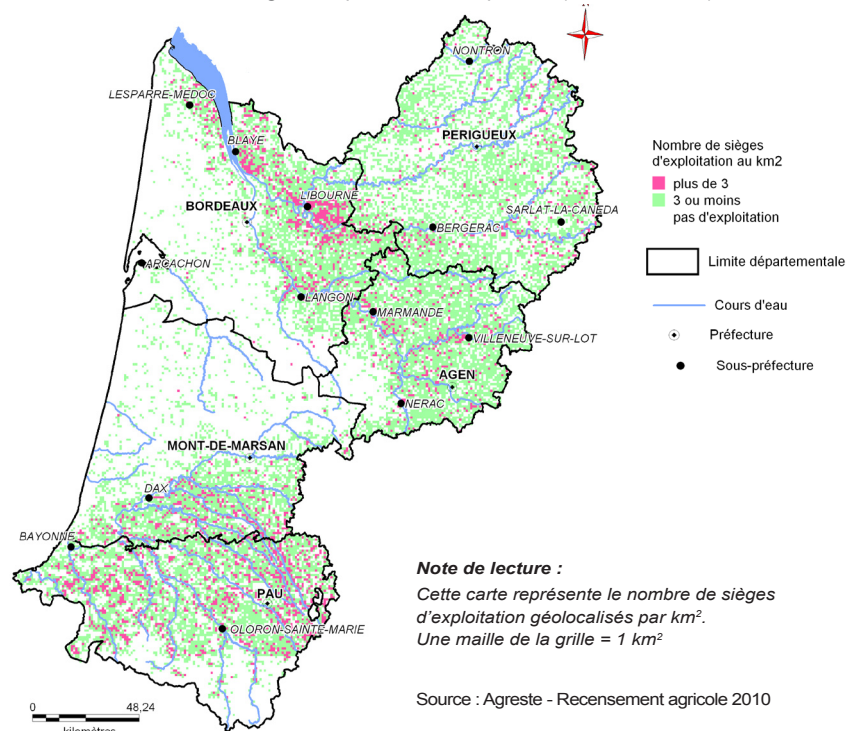 NONTRON
LESPARRE-MEDOC
PERIGUEUX
BLAYE
LIBOURNE
BORDEAUX
SARLAT-LA-CANEDA
BERGERAC
ARCACHON
LANGON
MARMANDE
VILLENEUVE-SUR-LOT
AGEN
NERAC
MONT-DE-MARSAN
DAX
BAYONNE
PAU
OLORON-SAINTE-MARIE
Nombre de sièges
d'exploitation au km2
plus de 3
3 ou moins
pas d'exploitation
Limite départementale
Cours d'eau
Préfecture
Sous-préfecture
Note de lecture :
Cette carte représente le nombre de sièges
d'exploitation géolocalisés par km².
Une maille de la grille = 1 km²
Source : Agreste - Recensement agricole 2010
0 48,24
kilomètres